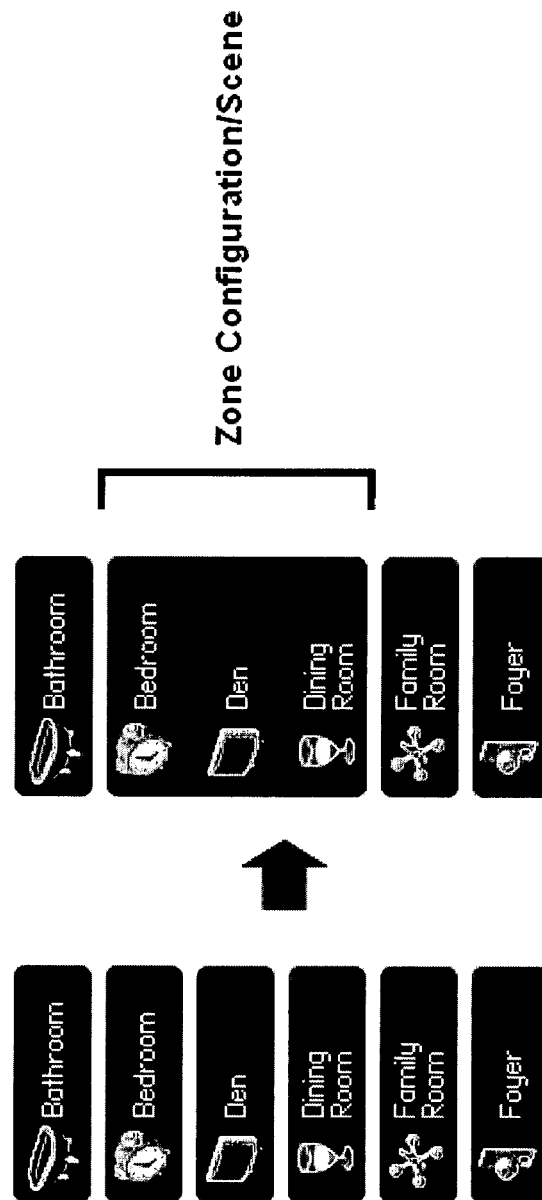 Bathroom
Bedroom
Den
Dining
Room
Family
Room
Foyer
Bathroom
Bedroom
Den
Dining
Room
Family
Room
Foyer
Zone Configuration/Scene